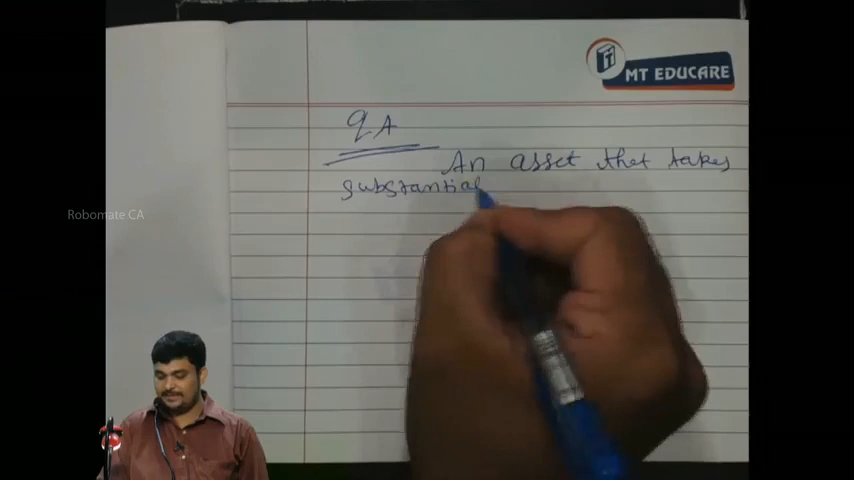 MT EDUCARE
QA
An asset that takes
substantial
Robomate CA